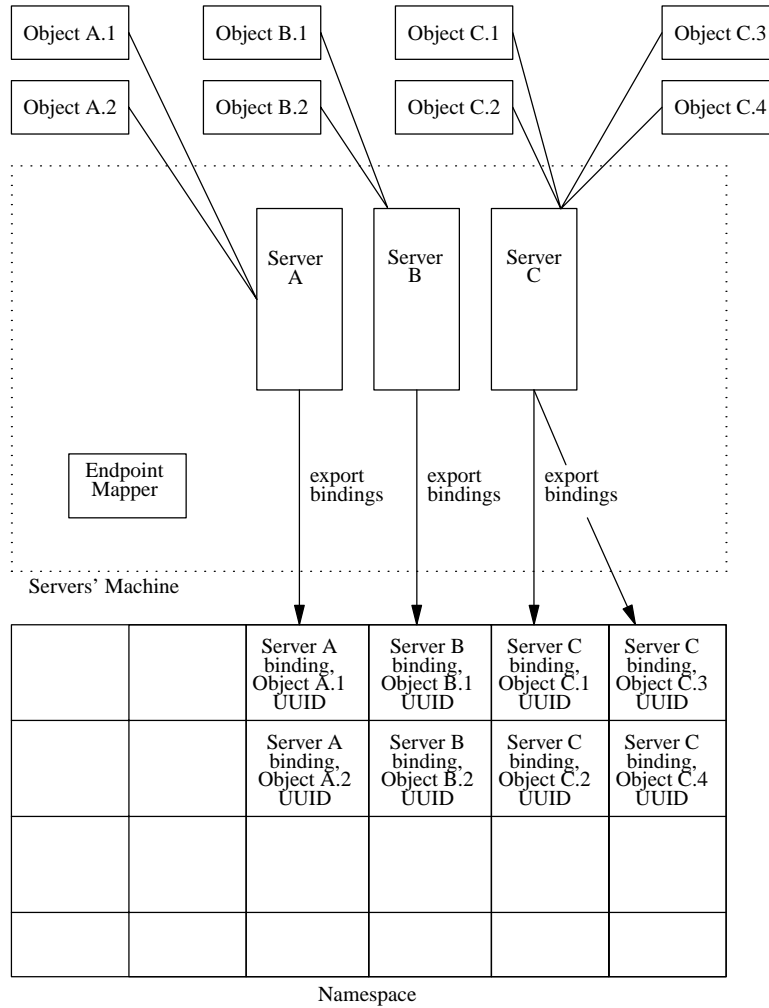 Object A.1
Object B.1
Object C.1
Object C.3
Object A.2
Object B.2
Object C.2
Object C.4
Server
A
Server
B
Server
C
Endpoint
Mapper
export
bindings
export
bindings
export
bindings
Servers’ Machine
Server A
binding,
Object A.1
UUID
Server B
binding,
Object B.1
UUID
Server C
binding,
Object C.1
UUID
Server C
binding,
Object C.3
UUID
Server A
binding,
Object A.2
UUID
Server B
binding,
Object B.2
UUID
Server C
binding,
Object C.2
UUID
Server C
binding,
Object C.4
UUID
Namespace